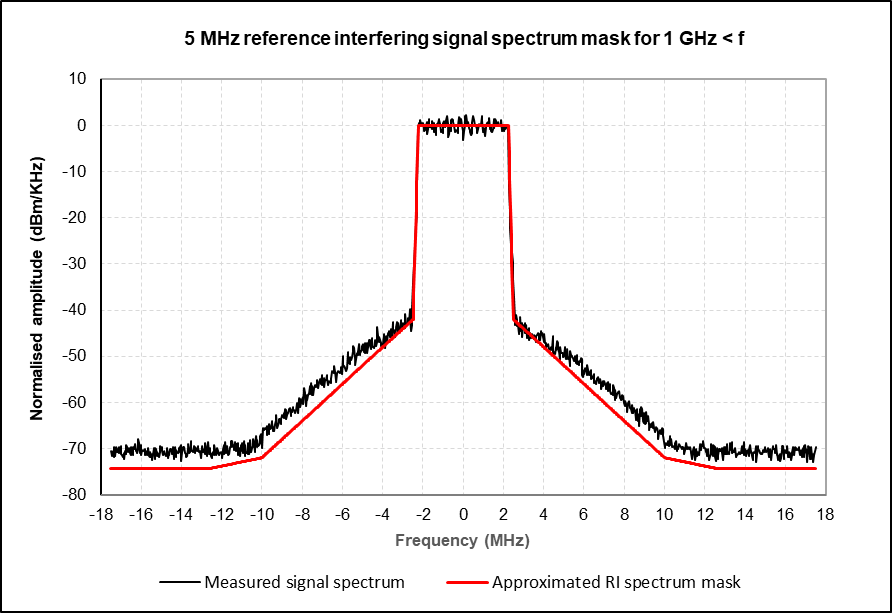 5 MHz reference interfering signal spectrum mask for 1 GHz < f
Normalised amplitude (dBm/KHz)
10
0
-10
-20
-30
-40
-50
-60
-70
-80
-18 -16 -14 -12 -10 -8 -6 -4 -2 0 2 4 6 8 10 12 14 16 18
Frequency (MHz)
Measured signal spectrum Approximated RI spectrum mask